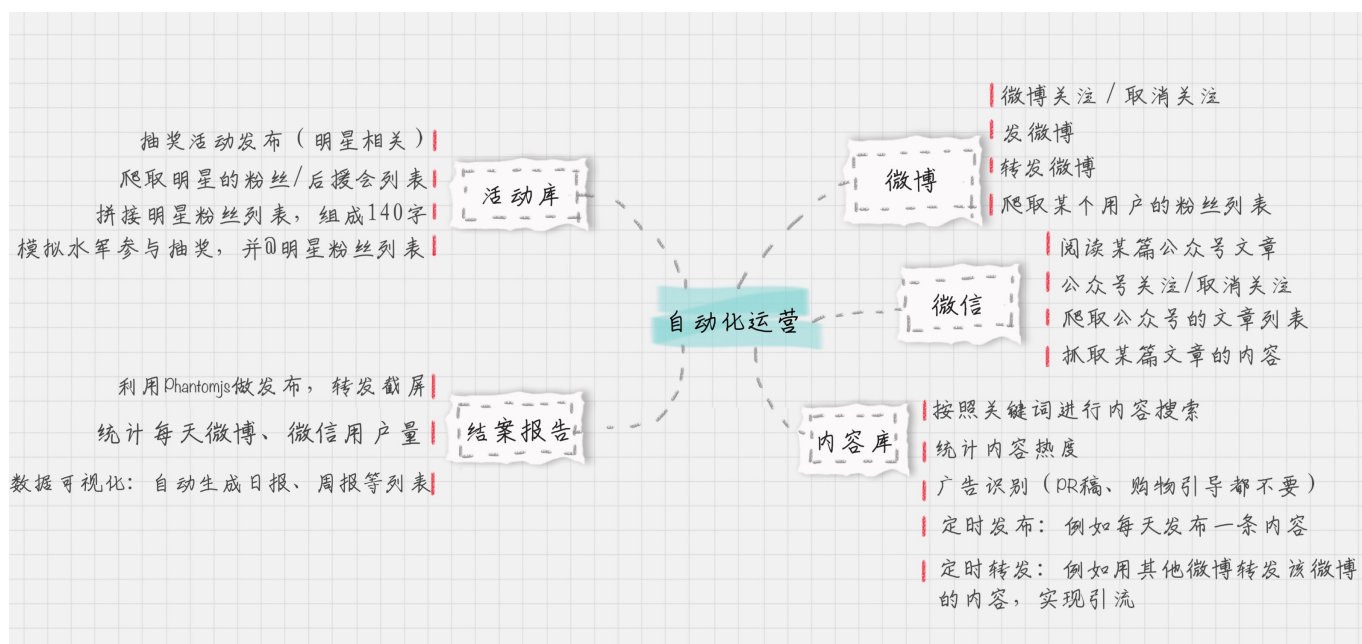 自动化运营
微博
微博关注/取消关注
发微博
转发微博
爬取某个用户的粉丝列表
微信
阅读某篇公众号文章
公众号关注/取消关注
爬取公众号的文章列表
抓取某篇文章的内容
内容库
按照关键词进行内容搜索
统计内容热度
广告识别（PR稿、购物引导都不要）
定时发布：例如每天发布一条内容
定时转发：例如用其他微博转发该微博
的内容，实现引流
活动库
抽奖活动发布（明星相关）
爬取明星的粉丝/后援会列表
拼接明星粉丝列表，组成140字
模拟水军参与抽奖，并@明星粉丝列表
结案报告
利用Phantomjs做发布，转发截屏
统计每天微博、微信用户量
数据可视化：自动生成日报、周报等列表